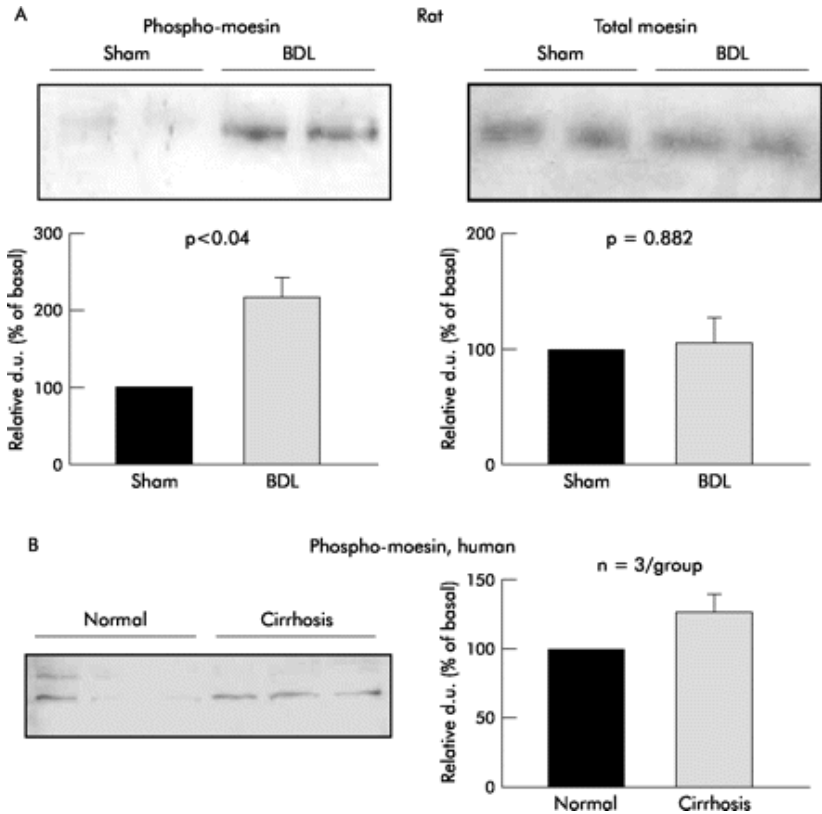 A
Phospho-moesin
Sham BDL
Rat
Total moesin
Sham BDL
Relative d.u. (% of basal)
300
200
100
0
p<0.04
Sham BDL
Relative d.u. (% of basal)
200
100
0
p = 0.882
Sham BDL
B
Phospho-moesin, human
Normal Cirrhosis
n = 3/group
Relative d.u. (% of basal)
150
100
50
0
Normal Cirrhosis